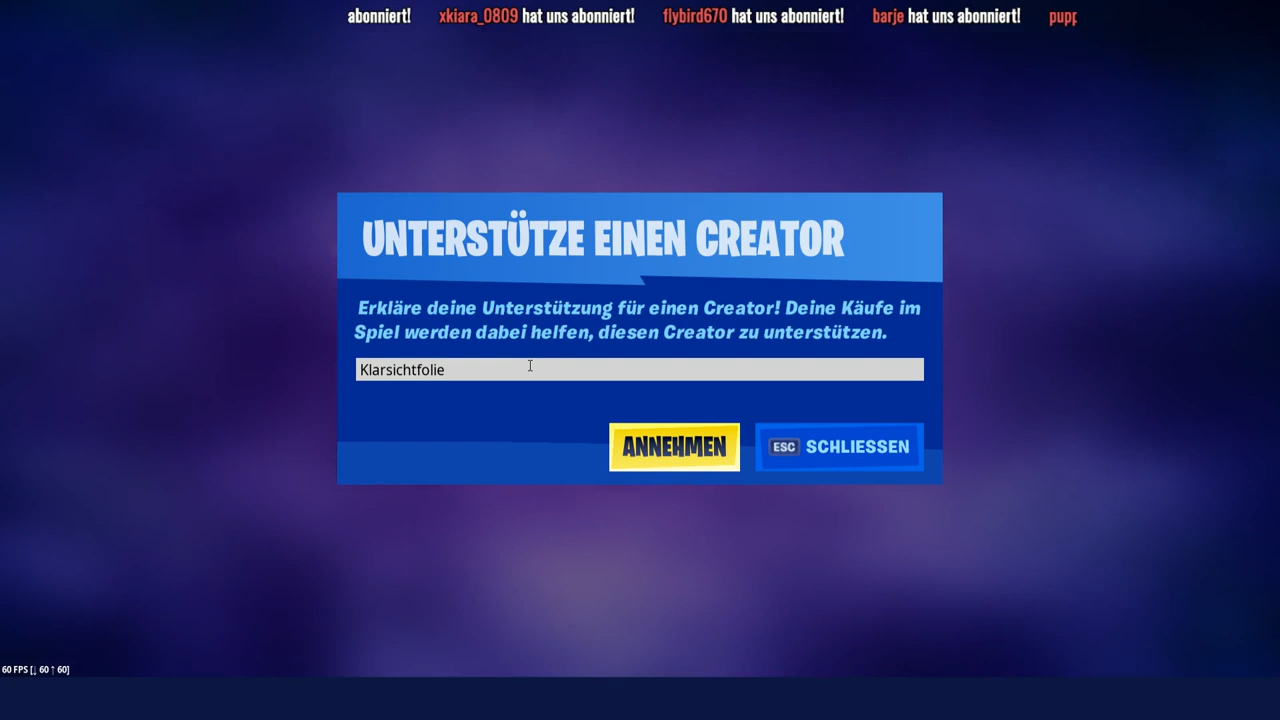 abonniert! xkiara_0809 hat uns abonniert! flybird670 hat uns abonniert! barje hat uns abonniert! pupp
UNTERSTÜTZE EINEN CREATOR
Erkläre deine Unterstützung für einen Creator! Deine Käufe im
Spiel werden dabei helfen, diesen Creator zu unterstützen.
Klarsichtfolie
ANNEHMEN
ESC SCHLIESSEN
60 FPS [↓ 60 ↑ 60]